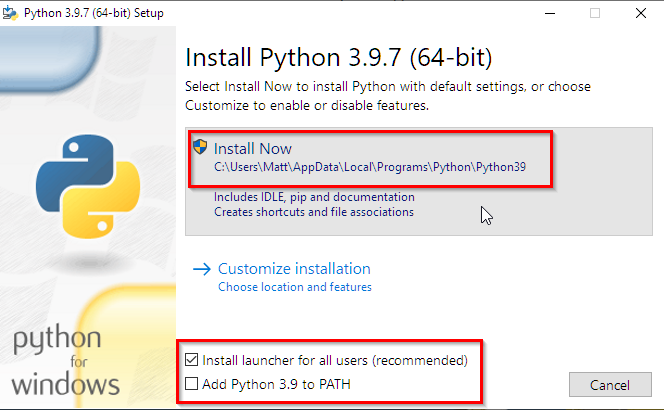 Python 3.9.7 (64-bit) Setup
Install Python 3.9.7 (64-bit)
Select Install Now to install Python with default settings, or choose
Customize to enable or disable features.
Install Now
C:\Users\Matt\AppData\Local\Programs\Python\Python39
Includes IDLE, pip and documentation
Creates shortcuts and file associations
Customize installation
Choose location and features
python
for
windows
Install launcher for all users (recommended)
Add Python 3.9 to PATH
Cancel